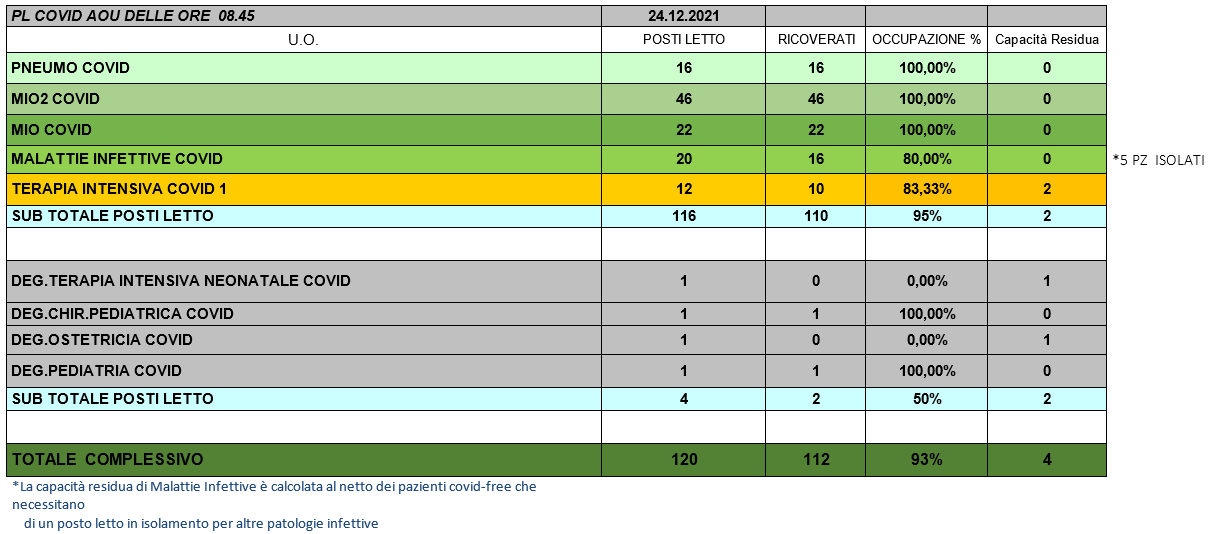 PL COVID AOU DELLE ORE 08.45 24.12.2021
U.O. POSTI LETTO RICOVERATI OCCUPAZIONE % Capacità Residua
PNEUMO COVID 16 16 100,00% 0
MIO2 COVID 46 46 100,00% 0
MIO COVID 22 22 100,00% 0
MALATTIE INFETTIVE COVID 20 16 80,00% 0 *5 PZ ISOLATI
TERAPIA INTENSIVA COVID 1 12 10 83,33% 2
SUB TOTALE POSTI LETTO 116 110 95% 2
DEG.TERAPIA INTENSIVA NEONATALE COVID 1 0 0,00% 1
DEG.CHIR.PEDIATRICA COVID 1 1 100,00% 0
DEG.OSTETRICIA COVID 1 0 0,00% 1
DEG.PEDIATRIA COVID 1 1 100,00% 0
SUB TOTALE POSTI LETTO 4 2 50% 2
TOTALE COMPLESSIVO 120 112 93% 4
*La capacità residua di Malattie Infettive è calcolata al netto dei pazienti covid-free che
necessitano
di un posto letto in isolamento per altre patologie infettive